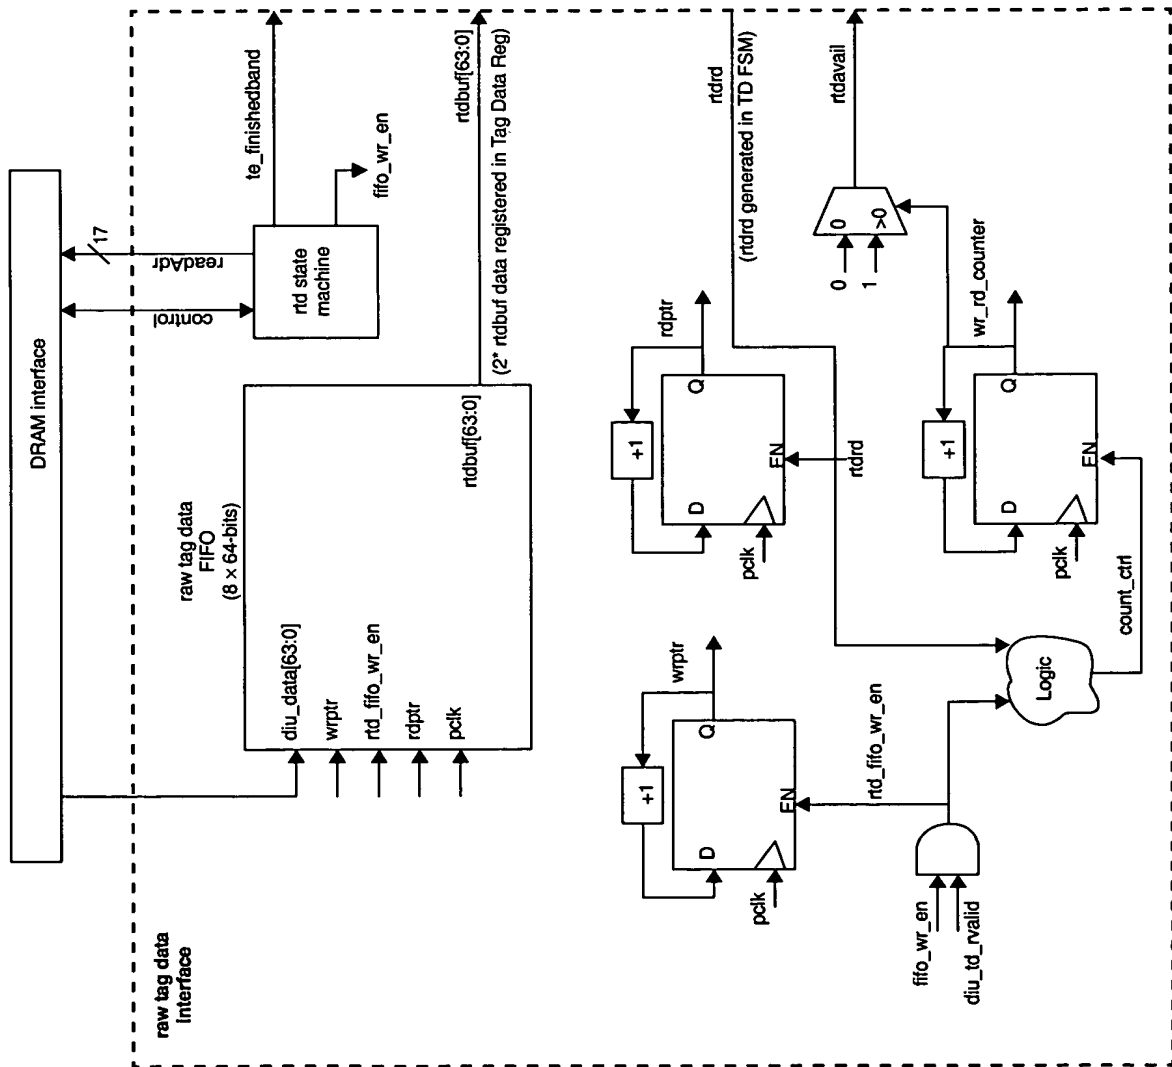 DRAM interface
raw tag data
interface
raw tag data
FIFO
(8 × 64-bits)
diu_data[63:0]
wrptr
rtd_fifo_wr_en
rdptr
pclk
rtdbuf[63:0]
control
readAdr
17
rtd state
machine
te_finishedband
fifo_wr_en
rtdbuf[63:0]
(2* rtdbuf data registered in Tag Data Reg)
+1
D
Q
EN
pclk
wrptr
rtd_fifo_wr_en
fifo_wr_en
diu_td_rvalid
Logic
count_ctrl
+1
D
Q
EN
pclk
rdptr
rtdrd
rtdrd
(rtdrd generated in TD FSM)
+1
D
Q
EN
pclk
wr_rd_counter
0
1
0
>0
rtdavail